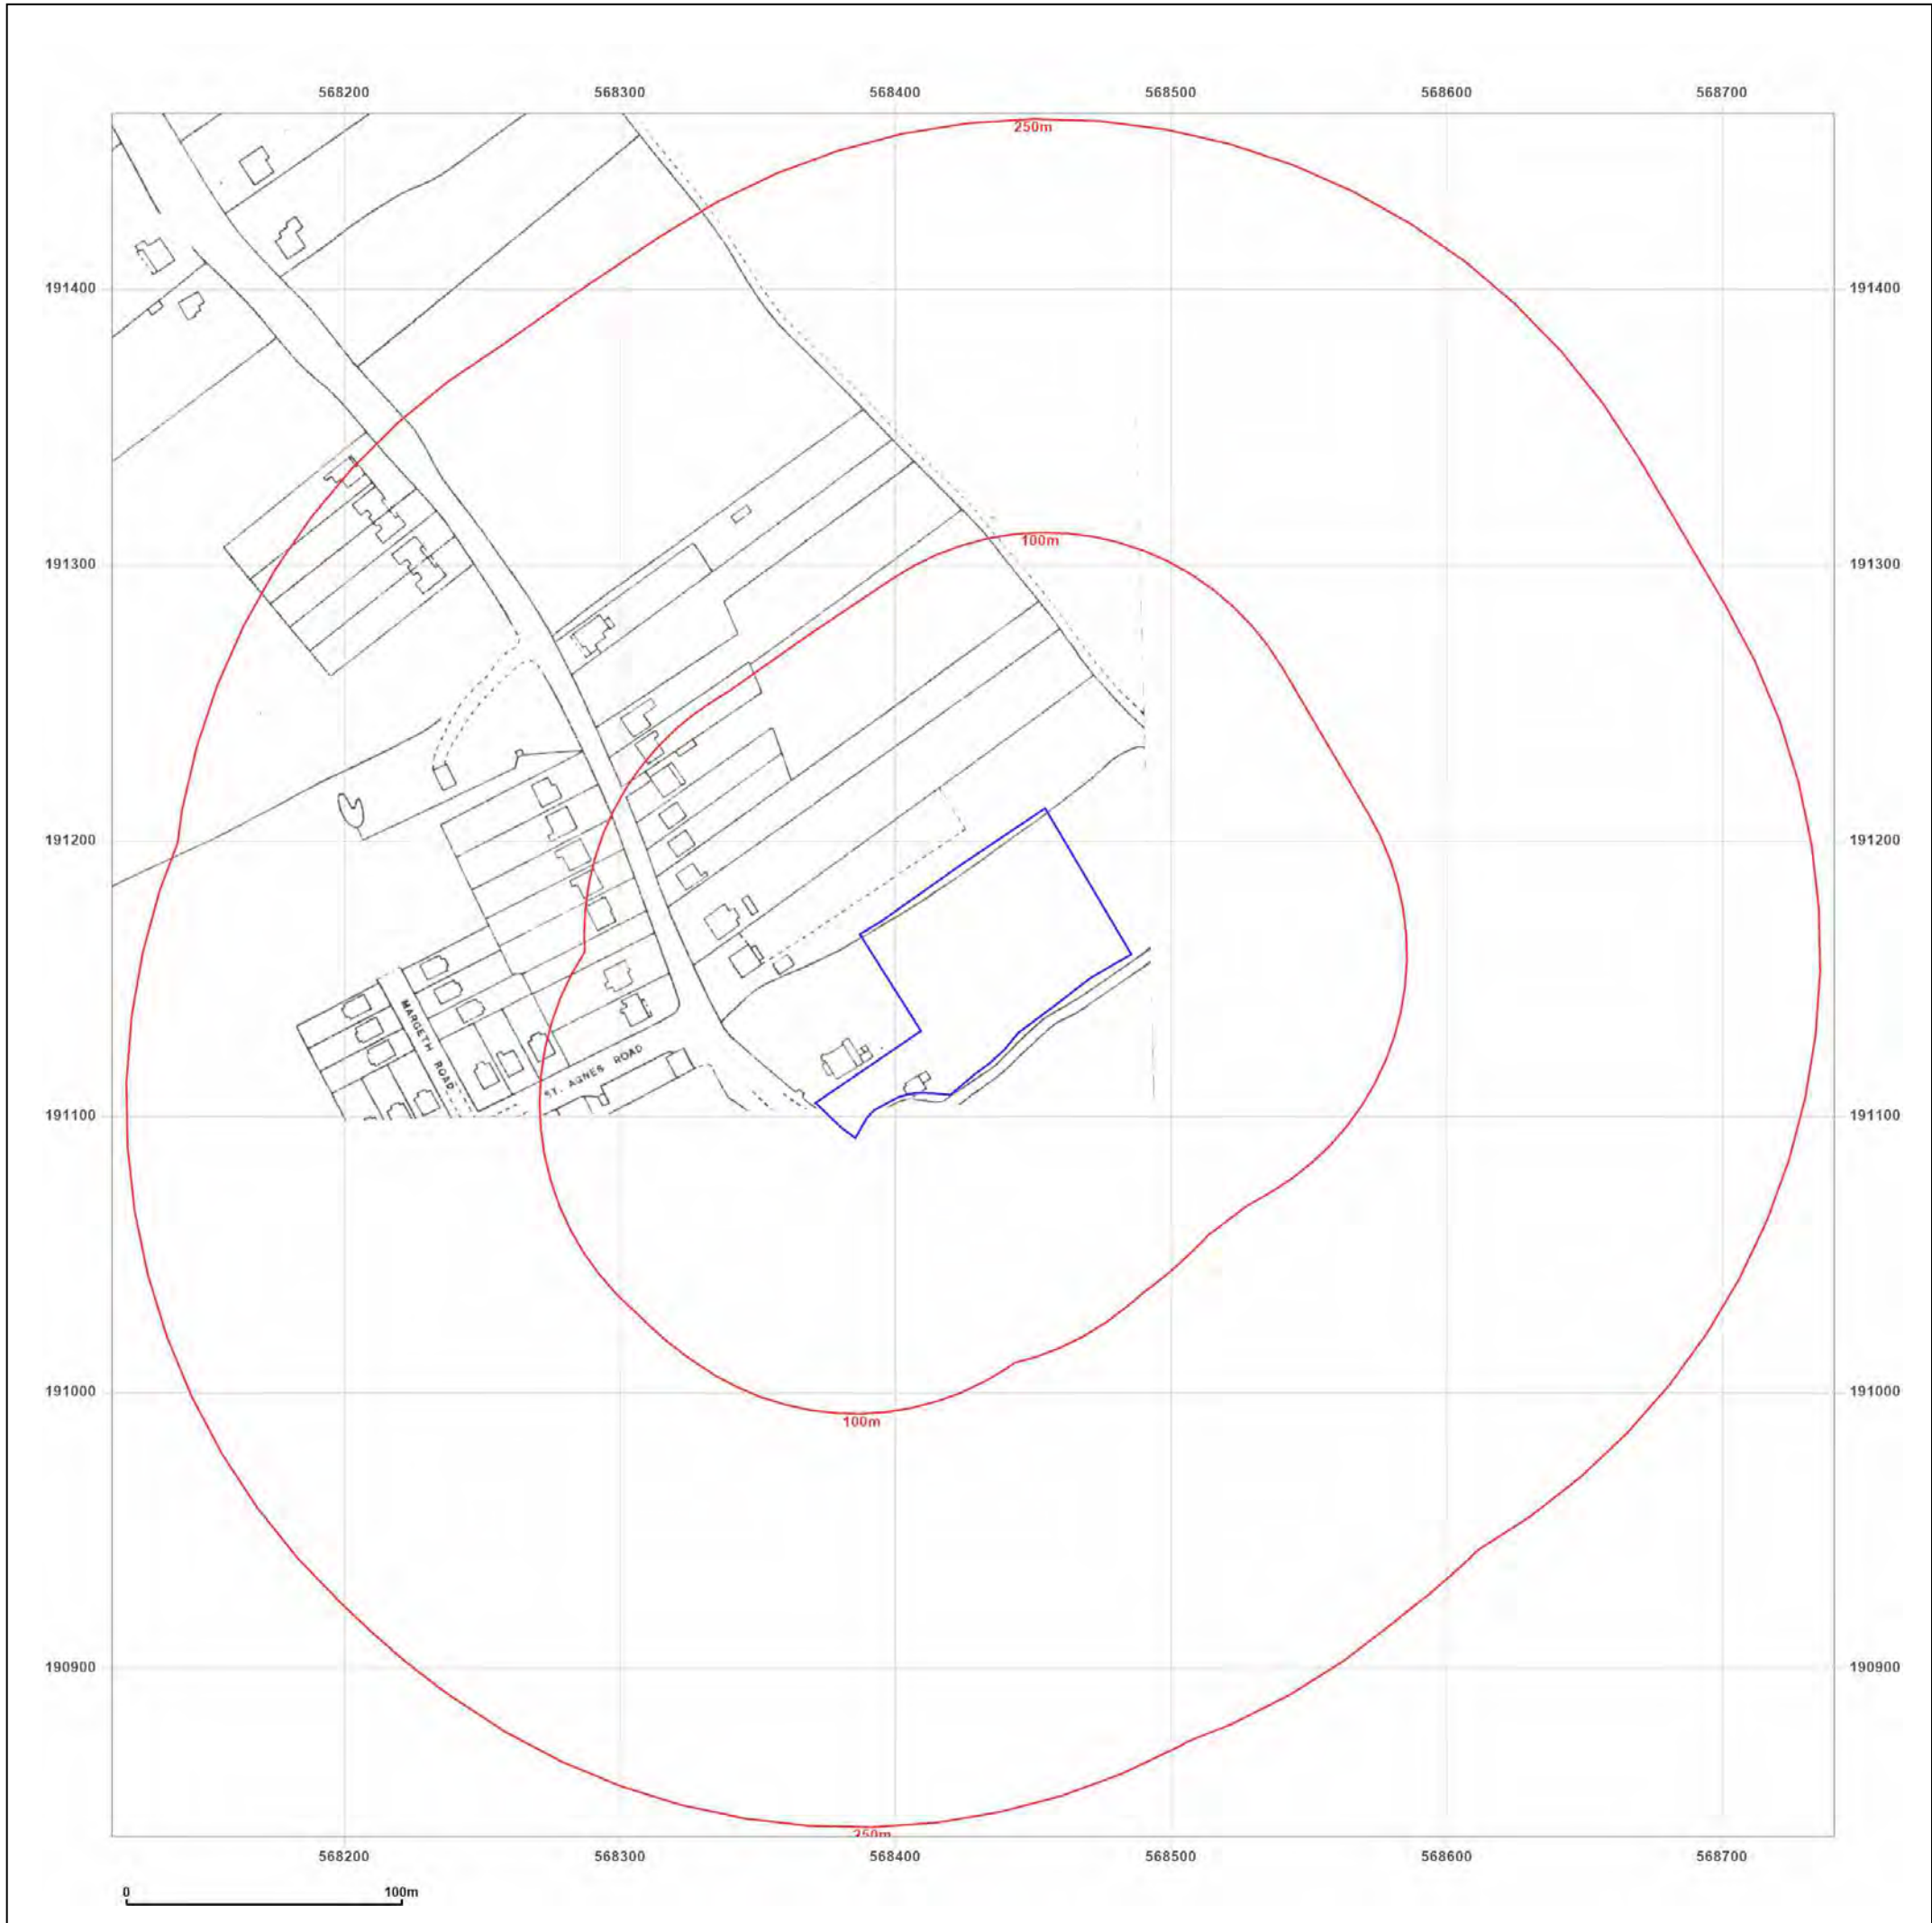 568200 568300 568400 568500 568600 568700
250m
191400 191400
100m
191300 191300
191200 191200
MARGETH ROAD
ST. AGNES ROAD
191100 191100
191000 191000
100m
190900 190900
250m
568200 568300 568400 568500 568600 568700
0 100m